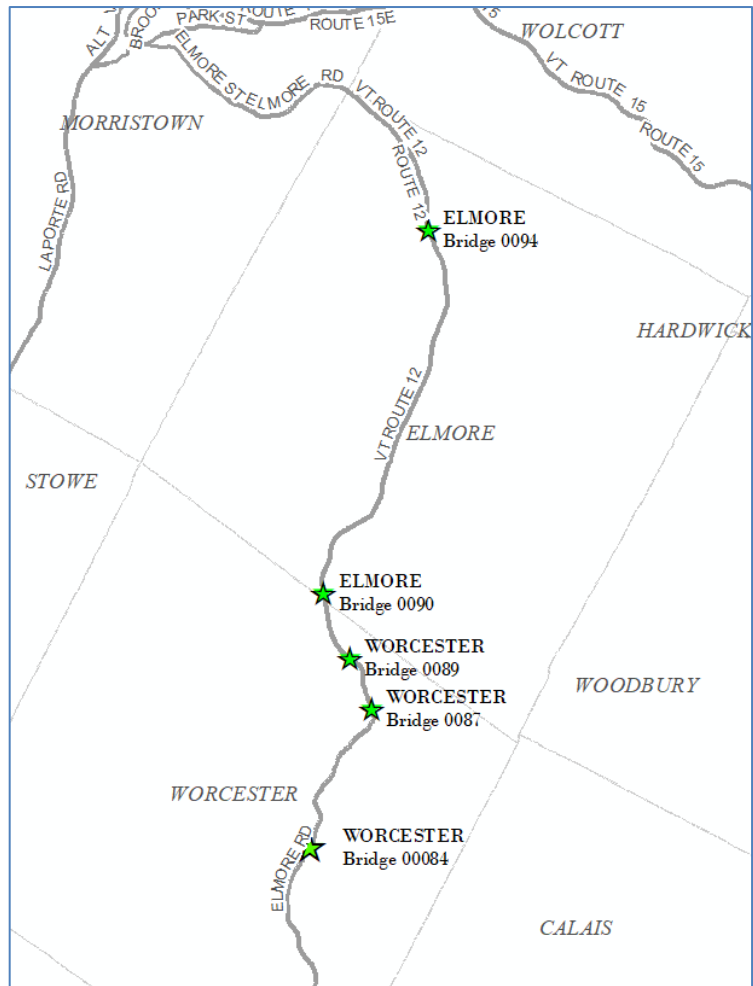 WOLCOTT
PARK ST
ROUTE 15E
ALT
ELMORE ST
ELMORE RD
VT ROUTE 12
VT ROUTE 15
ROUTE 15
15
MORRISTOWN
ROUTE 12
LAPORTE RD
ELMORE
Bridge 0094
HARDWICK
VT ROUTE 12
ELMORE
STOWE
ELMORE
Bridge 0090
WORCESTER
Bridge 0089
WOODBURY
WORCESTER
Bridge 0087
WORCESTER
WORCESTER
Bridge 00084
ELMORE RD
CALAIS